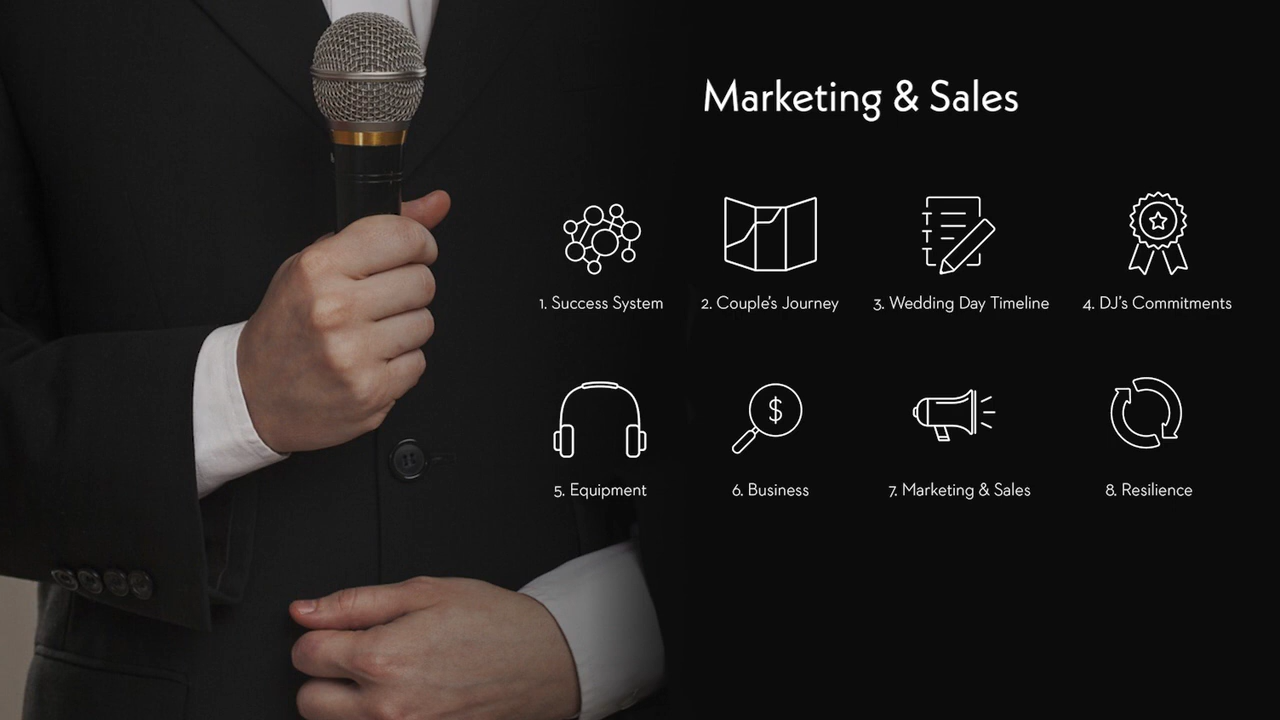 Marketing & Sales
1. Success System
2. Couple's Journey
3. Wedding Day Timeline
4. DJ's Commitments
$
5. Equipment
6. Business
7. Marketing & Sales
8. Resilience